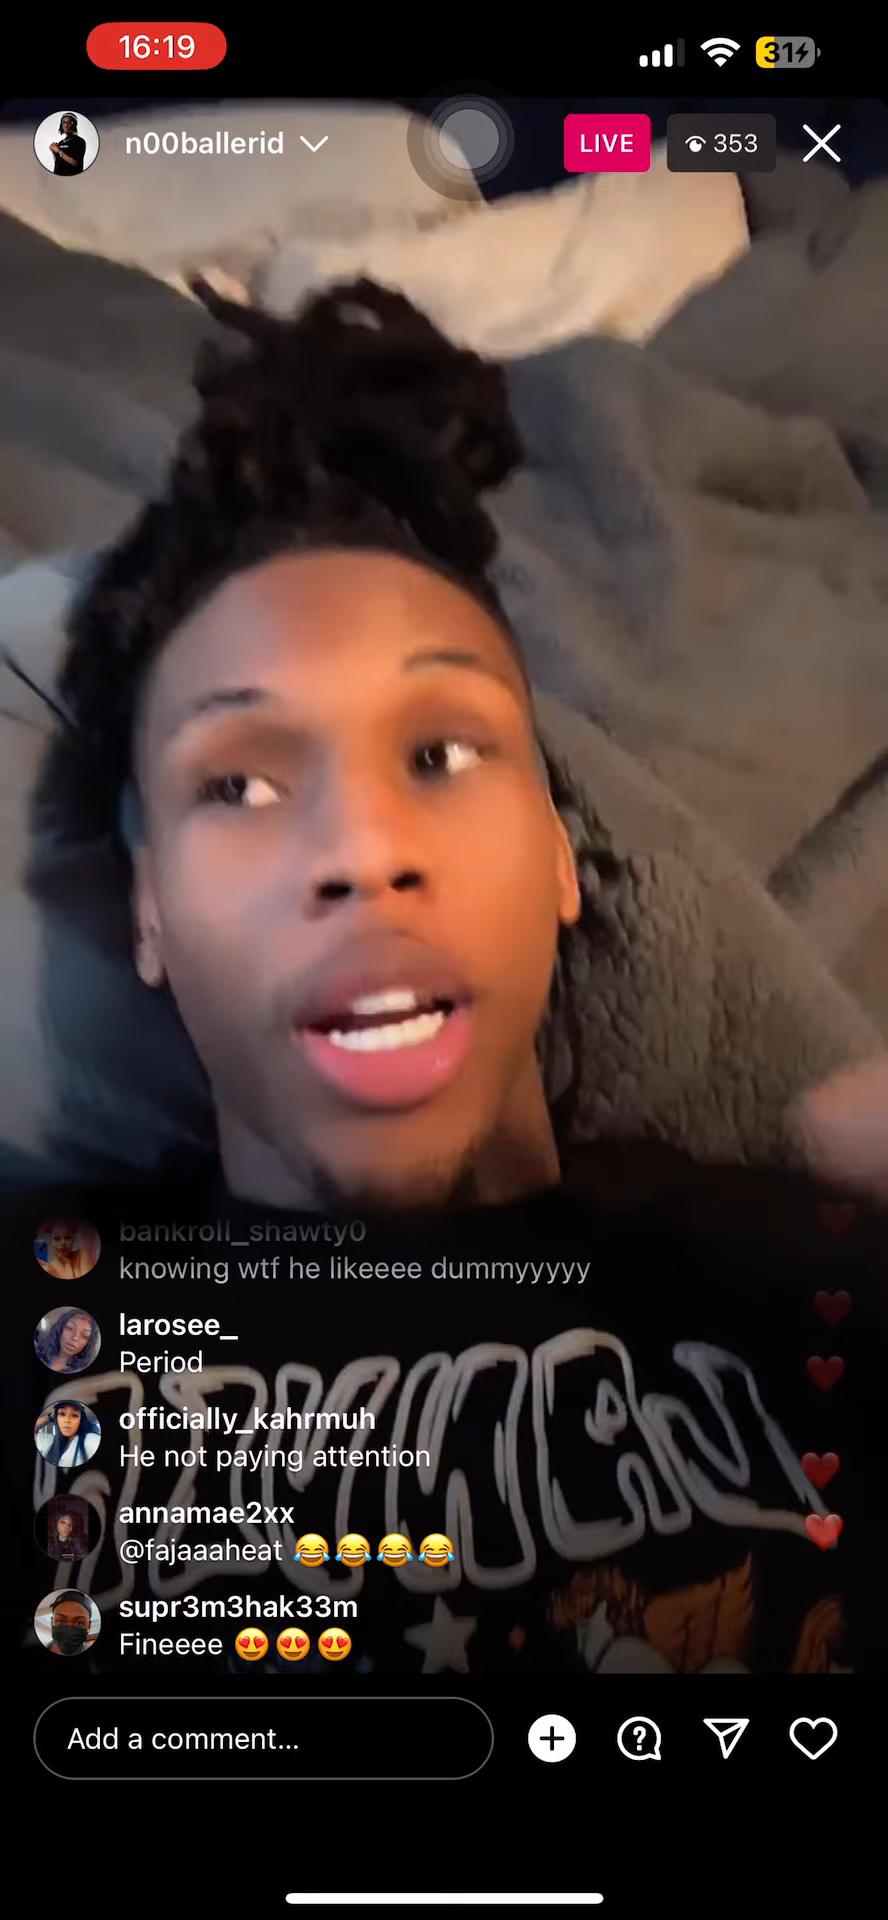 16:19
31
n00ballerid
LIVE
353
bankroll_shawty0
knowing wtf he likeeee dummyyyyy
larosee_
Period
officially_kahrmuh
He not paying attention
annamae2xx
@fajaaaheat 😂😂😂😂
supr3m3hak33m
Fineeee 😍😍😍
Add a comment...